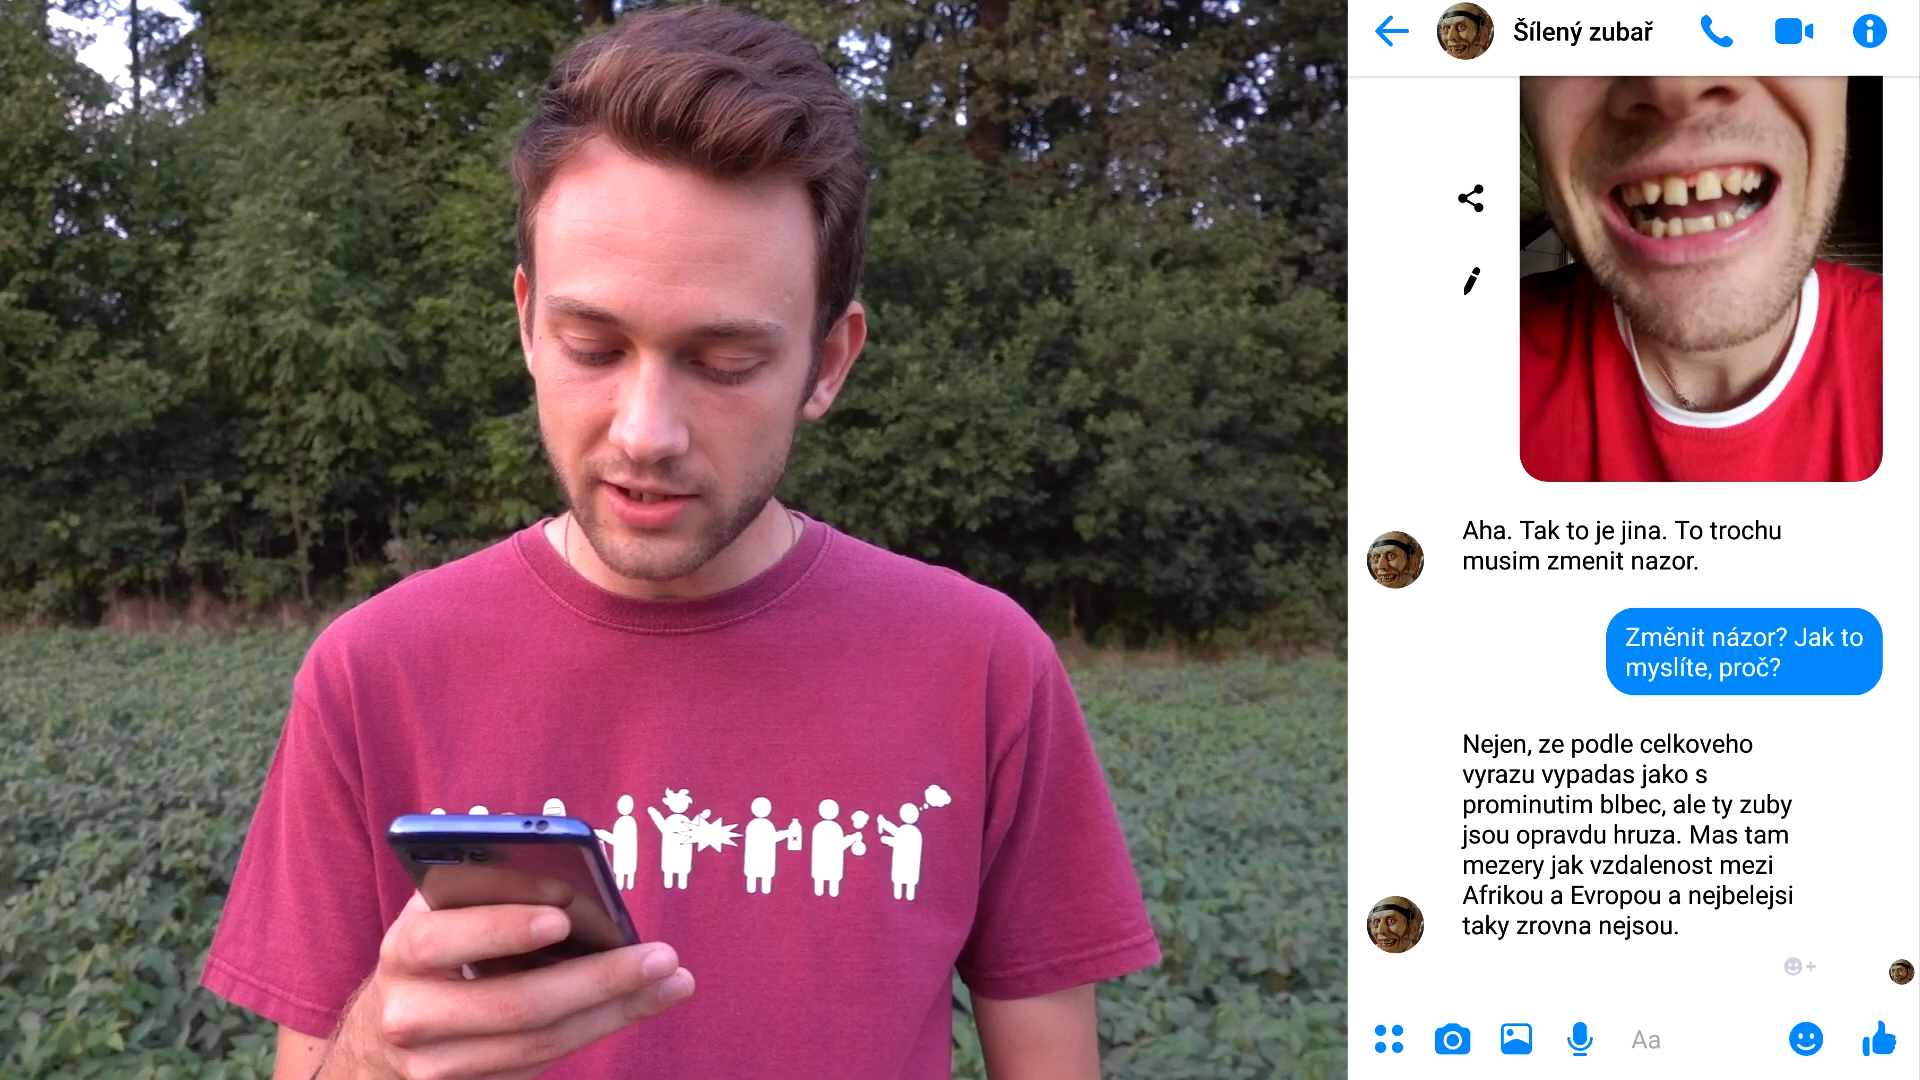 Šílený zubař
Aha. Tak to je jina. To trochu
musim zmenit nazor.
Změnit názor? Jak to
myslíte, proč?
Nejen, ze podle celkoveho
vyrazu vypadas jako s
prominutim blbec, ale ty zuby
jsou opravdu hruza. Mas tam
mezery jak vzdalenost mezi
Afrikou a Evropou a nejbelejsi
taky zrovna nejsou.
Aa